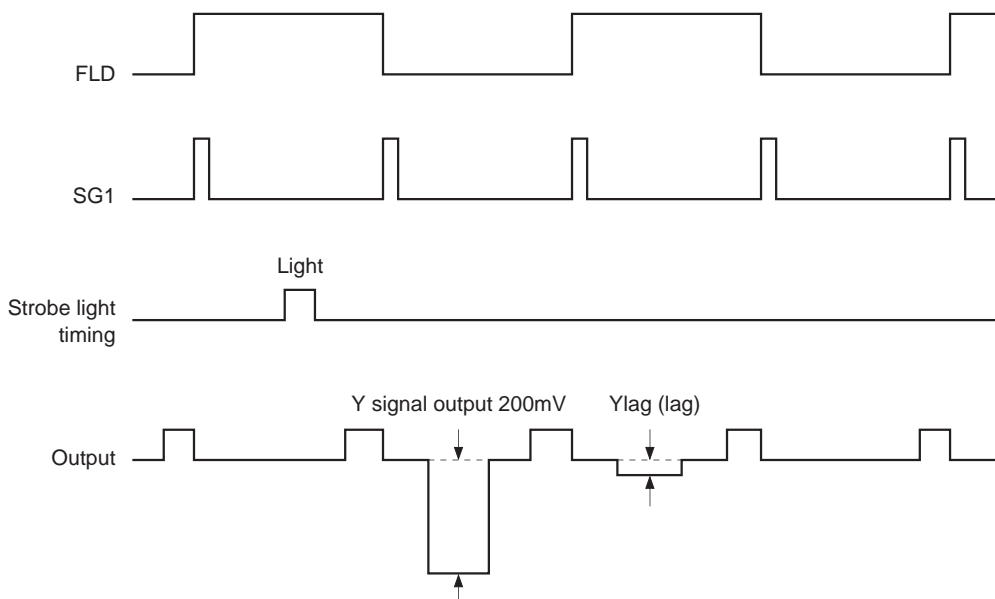 FLD
SG1
Light
Strobe light
timing
Y signal output 200mV
Ylag (lag)
Output